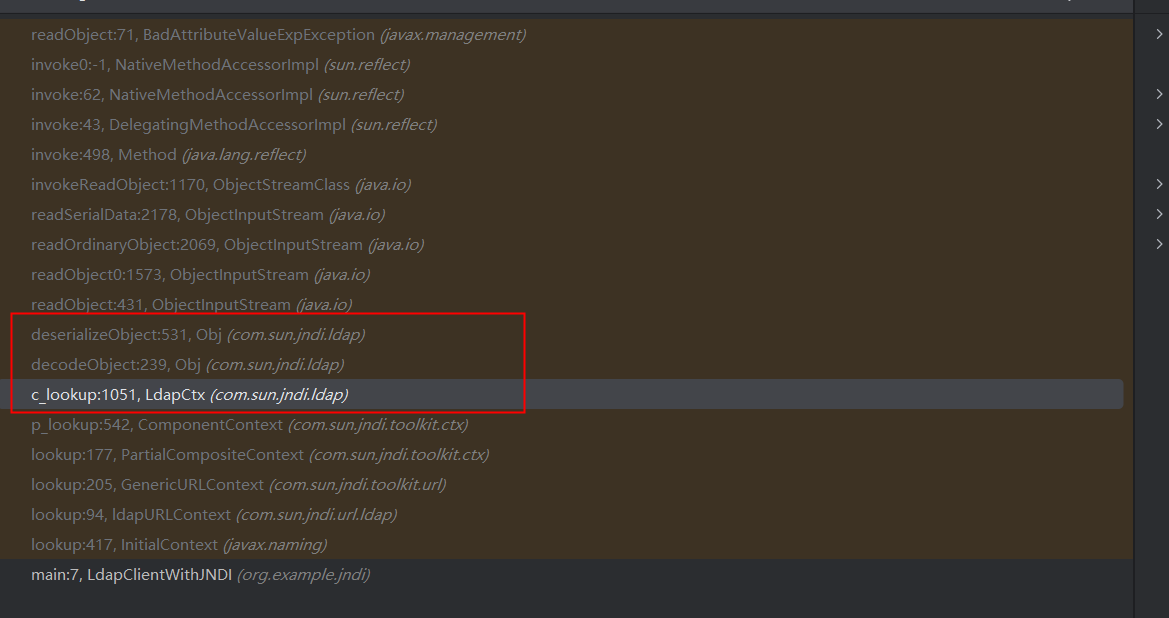 readObject:71, BadAttributeValueExpException (javax.management)
invoke0:-1, NativeMethodAccessorImpl (sun.reflect)
invoke:62, NativeMethodAccessorImpl (sun.reflect)
invoke:43, DelegatingMethodAccessorImpl (sun.reflect)
invoke:498, Method (java.lang.reflect)
invokeReadObject:1170, ObjectStreamClass (java.io)
readSerialData:2178, ObjectInputStream (java.io)
readOrdinaryObject:2069, ObjectInputStream (java.io)
readObject0:1573, ObjectInputStream (java.io)
readObject:431, ObjectInputStream (java.io)
deserializeObject:531, Obj (com.sun.jndi.ldap)
decodeObject:239, Obj (com.sun.jndi.ldap)
c_lookup:1051, LdapCtx (com.sun.jndi.ldap)
p_lookup:542, ComponentContext (com.sun.jndi.toolkit.ctx)
lookup:177, PartialCompositeContext (com.sun.jndi.toolkit.ctx)
lookup:205, GenericURLContext (com.sun.jndi.toolkit.url)
lookup:94, ldapURLContext (com.sun.jndi.url.ldap)
lookup:417, InitialContext (javax.naming)
main:7, LdapClientWithJNDI (org.example.jndi)